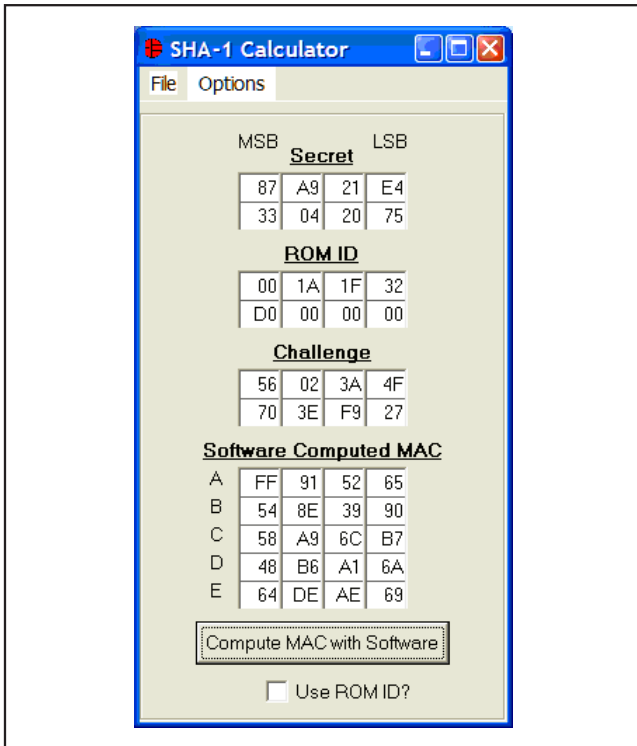 SHA-1 Calculator
File Options
MSB LSB
Secret
87 A9 21 E4
33 04 20 75
ROM ID
00 1A 1F 32
D0 00 00 00
Challenge
56 02 3A 4F
70 3E F9 27
Software Computed MAC
A FF 91 52 65
B 54 8E 39 90
C 58 A9 6C B7
D 48 B6 A1 6A
E 64 DE AE 69
Compute MAC with Software
Use ROM ID?